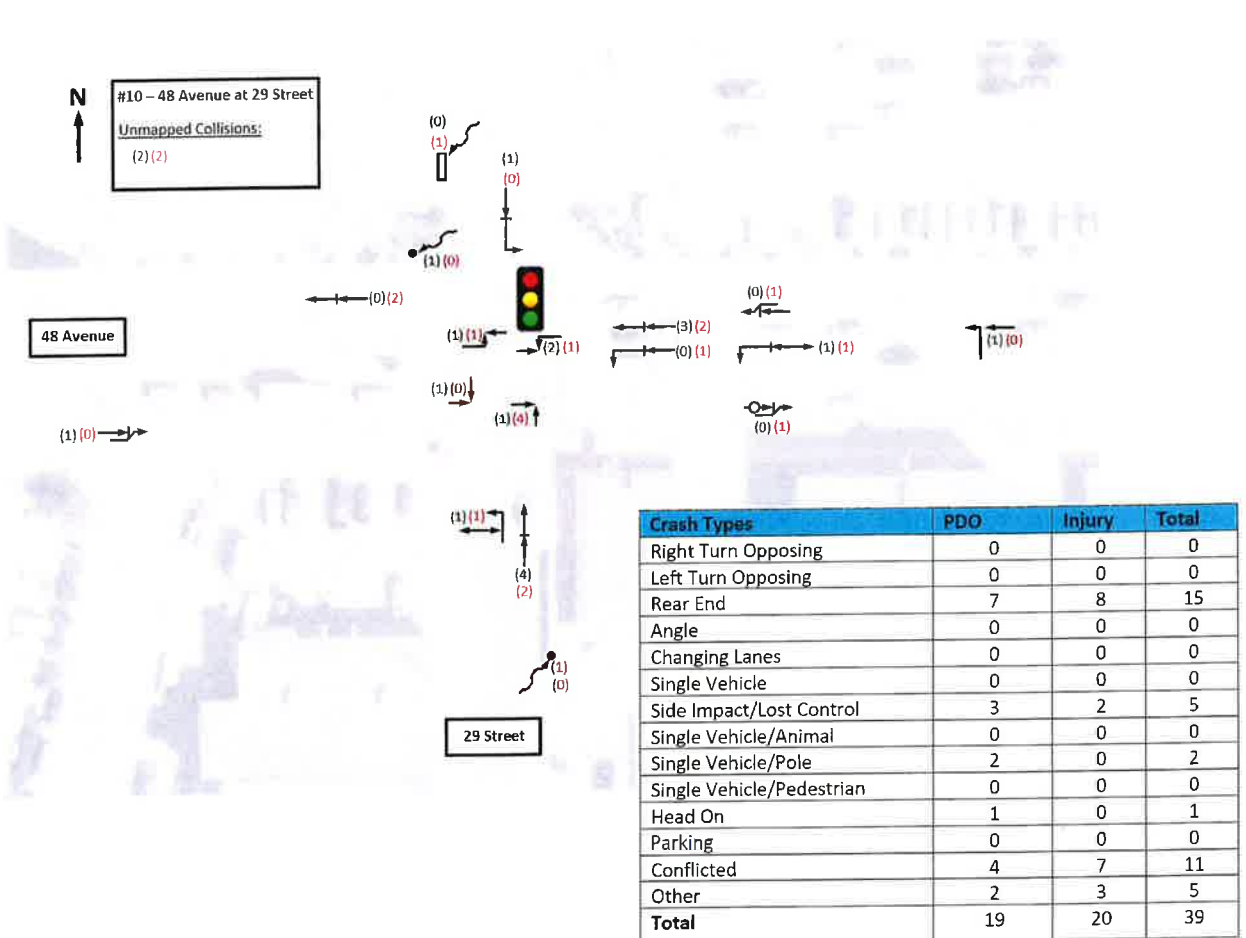 N
#10 – 48 Avenue at 29 Street
Unmapped Collisions:
(2)(2)
(0)
(1)
(1)
(0)
(1)(0)
(0)(2)
(0)(1)
48 Avenue
(1)(1)
(3)(2)
(1)(0)
(2)(1)
(0)(1)
(1)(1)
(1)(0)
(1)(4)
(0)(1)
(1)(0)
(1)(1)
(4)
(2)
(1)
(0)
29 Street
Crash Types PDO Injury Total
Right Turn Opposing 0 0 0
Left Turn Opposing 0 0 0
Rear End 7 8 15
Angle 0 0 0
Changing Lanes 0 0 0
Single Vehicle 0 0 0
Side Impact/Lost Control 3 2 5
Single Vehicle/Animal 0 0 0
Single Vehicle/Pole 2 0 2
Single Vehicle/Pedestrian 0 0 0
Head On 1 0 1
Parking 0 0 0
Conflicted 4 7 11
Other 2 3 5
Total 19 20 39